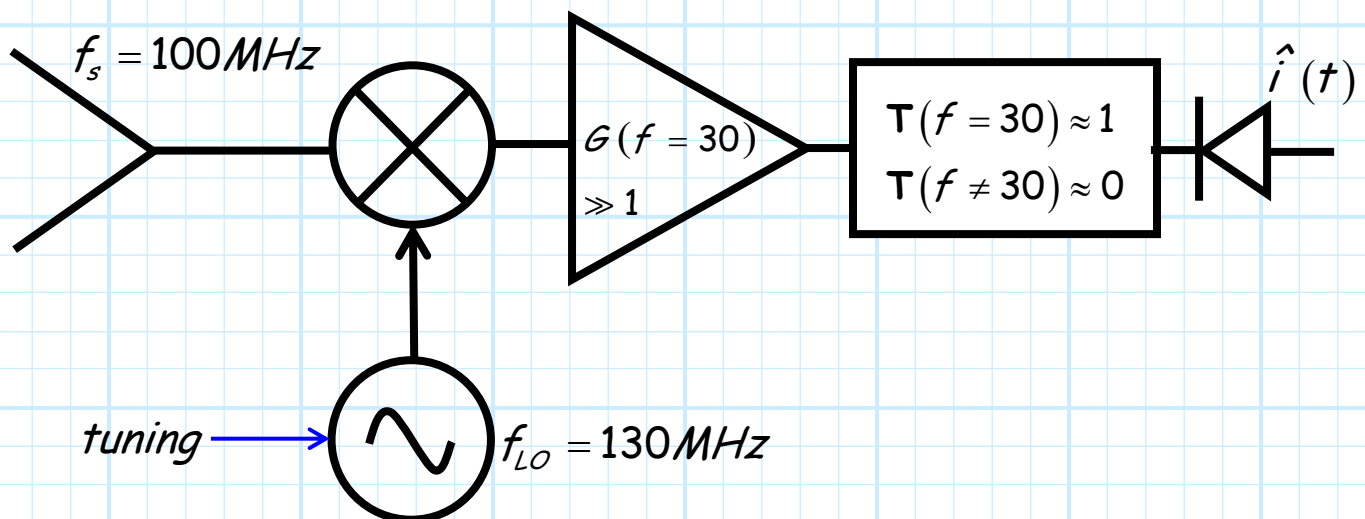 f_s = 100MHz
î(t)
G(f = 30)
≫ 1
T(f = 30) ≈ 1
T(f ≠ 30) ≈ 0
tuning
f_LO = 130MHz